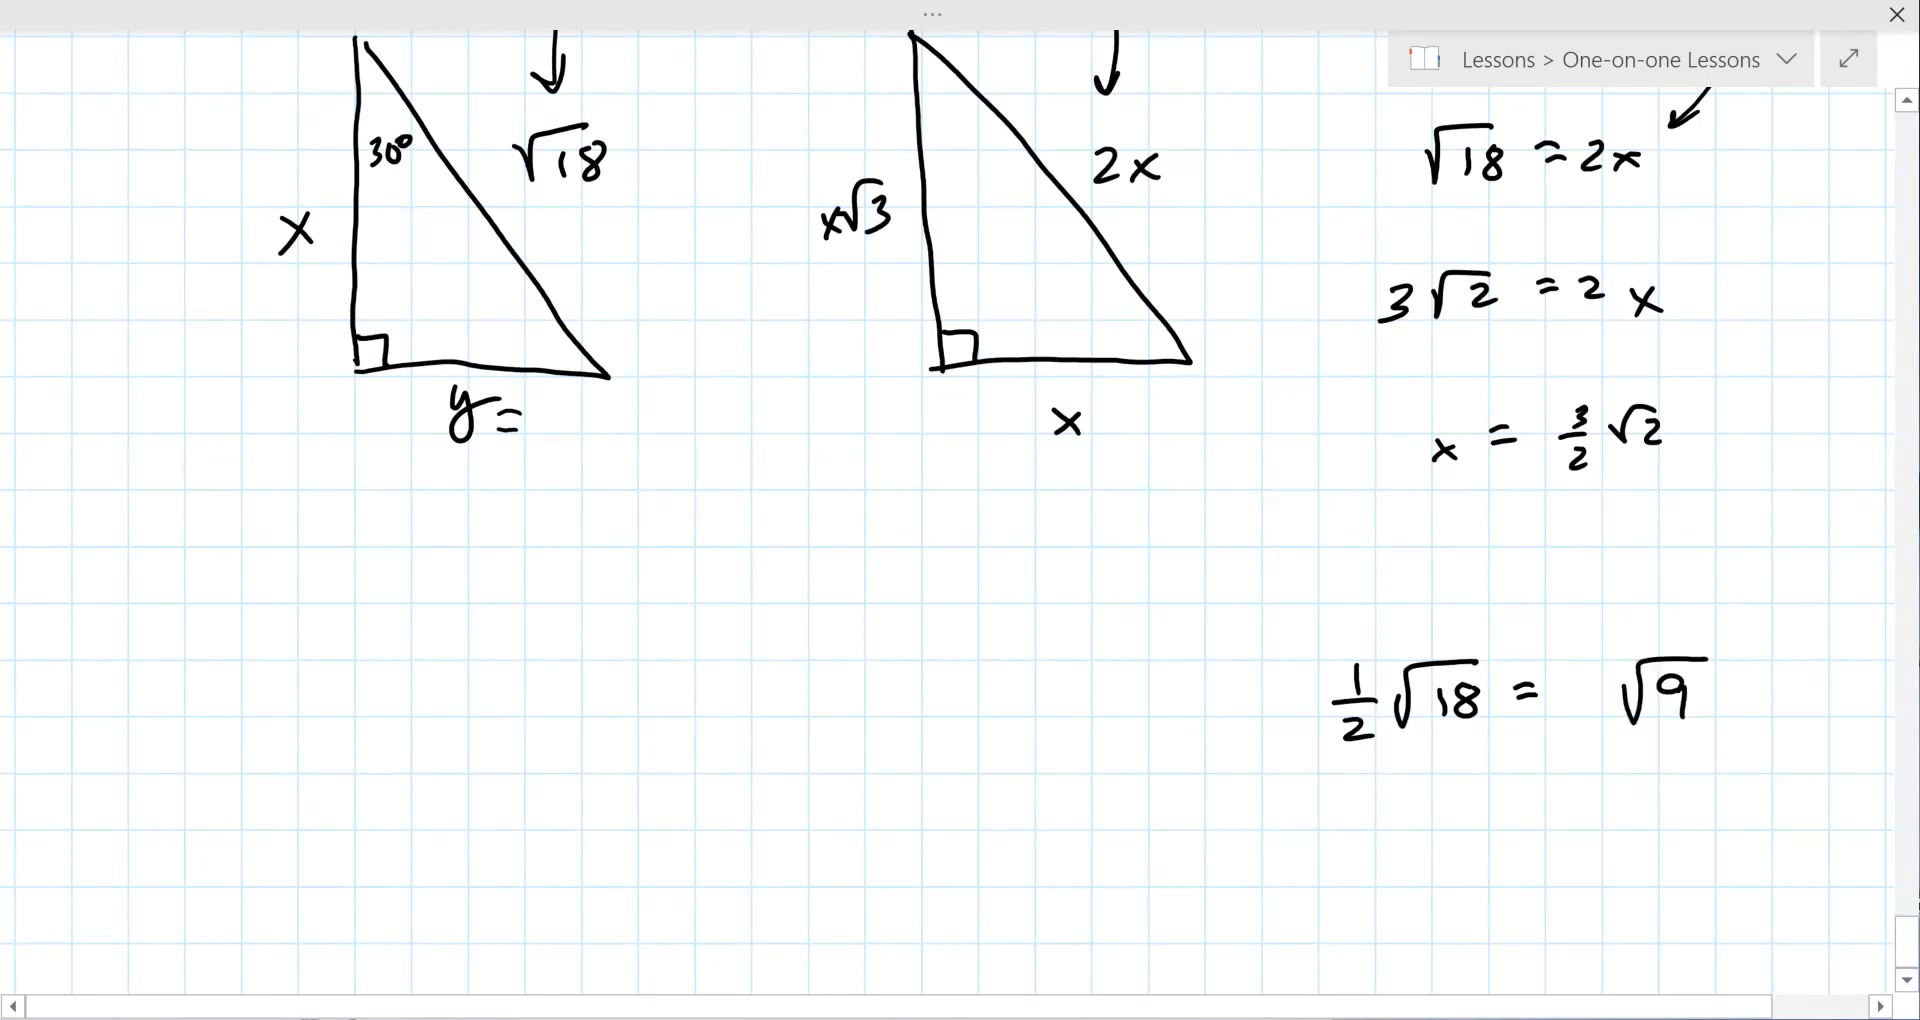 Lessons > One-on-one Lessons
30°
√18
x
y =
2x
x√3
x
√18 = 2x
3√2 = 2x
x = 3/2 √2
1/2 √18 = √9